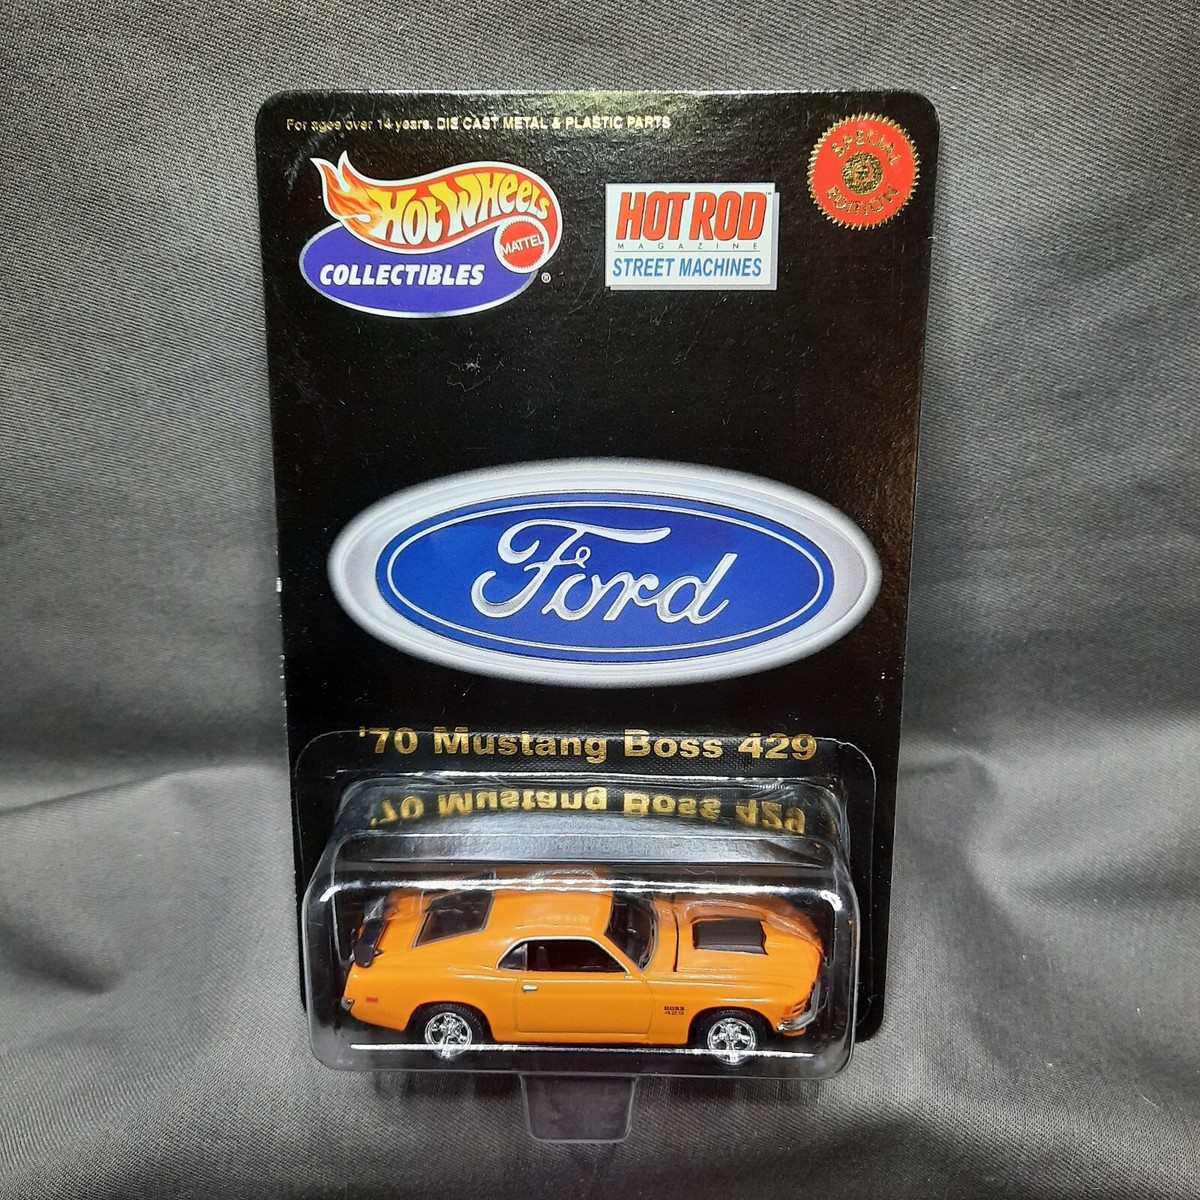 For ages over 14 years. DIE CAST METAL & PLASTIC PARTS
HOT WHEELS
MATTEL
COLLECTIBLES
®
HOT ROD™
MAGAZINE
STREET MACHINES
SPECIAL
EDITION
Ford
'70 Mustang Boss 429
'70 Mustang Boss 429
BOSS
429